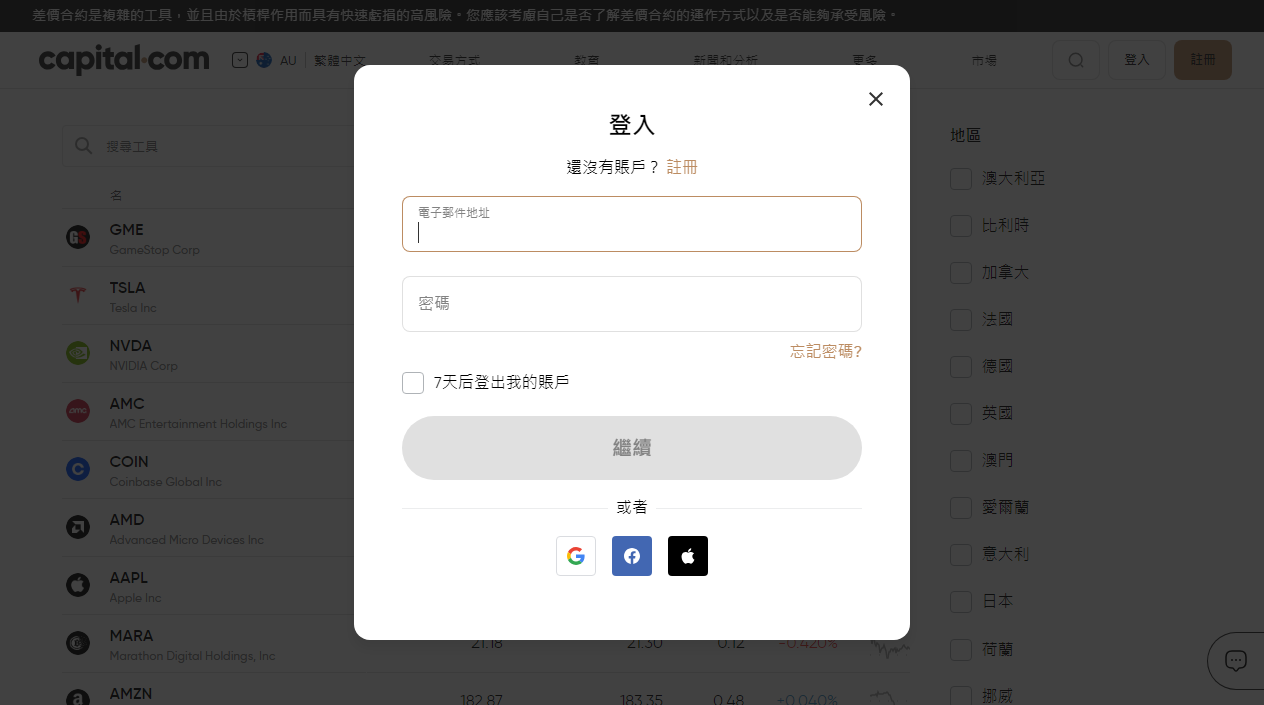 差價合約是複雜的工具，並且由於槓桿作用而具有快速虧損的高風險。您應該考慮自己是否了解差價合約的運作方式以及是否能夠承受風險。
capital.com AU 繁體中文 交易方式 教育 新聞和分析 更多 市場 登入 註冊
搜尋工具
名
GME
GameStop Corp
TSLA
Tesla Inc
NVDA
NVIDIA Corp
AMC
AMC Entertainment Holdings Inc
COIN
Coinbase Global Inc
AMD
Advanced Micro Devices Inc
AAPL
Apple Inc
MARA 21.18 21.30 0.12 -0.420%
Marathon Digital Holdings, Inc
AMZN 182.87 183.35 0.48 +0.040%
登入
還沒有賬戶？ 註冊
電子郵件地址
密碼
忘記密碼?
7天后登出我的賬戶
繼續
或者
地區
澳大利亞
比利時
加拿大
法國
德國
英國
澳門
愛爾蘭
意大利
日本
荷蘭
挪威